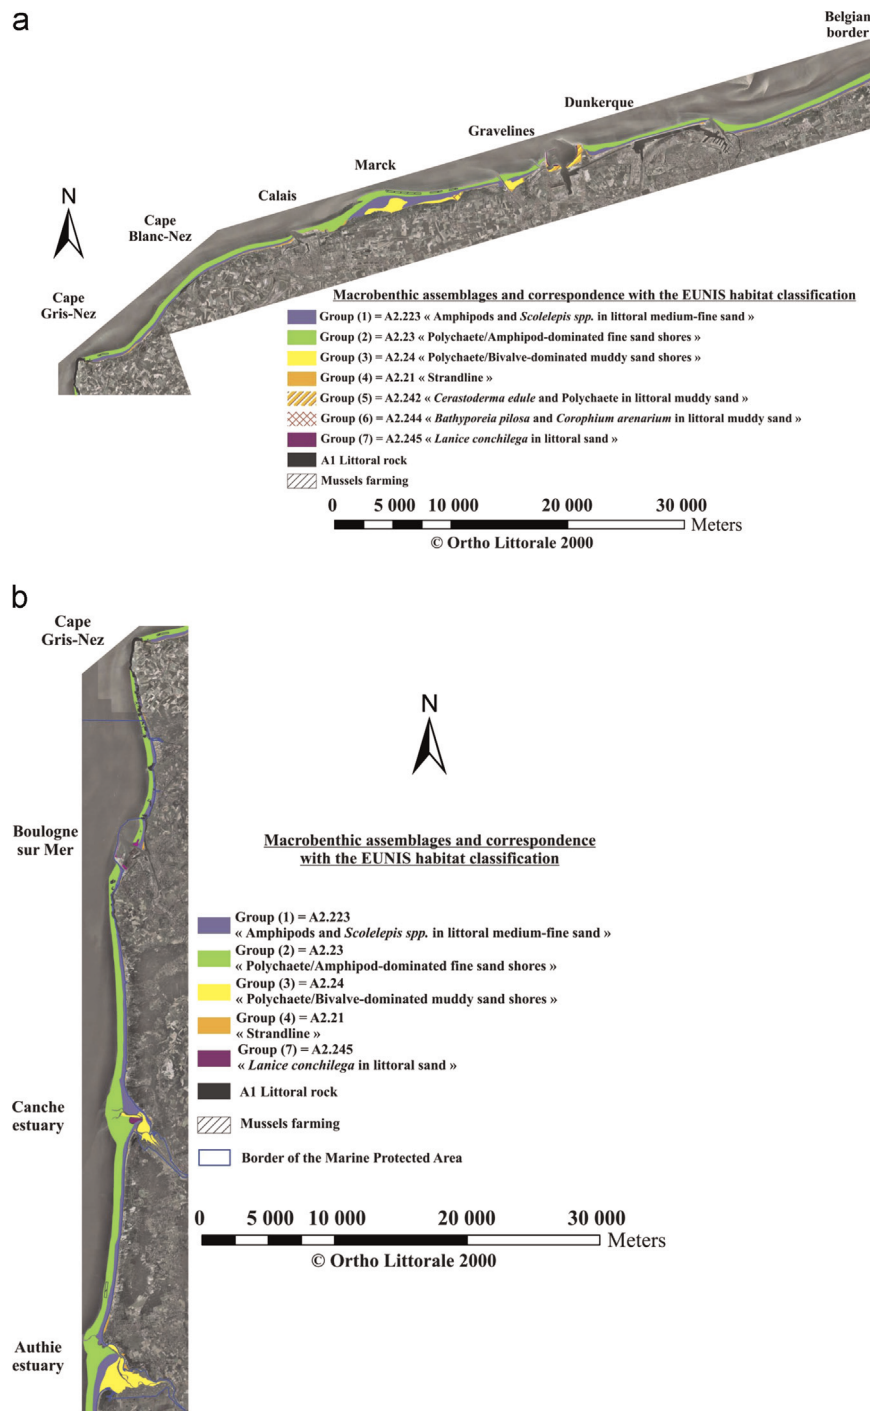 a
Belgian
border
Dunkerque
Gravelines
Marck
N
Calais
Cape
Blanc-Nez
Cape
Gris-Nez
Macrobenthic assemblages and correspondence with the EUNIS habitat classification
Group (1) = A2.223 « Amphipods and Scolelepis spp. in littoral medium-fine sand »
Group (2) = A2.23 « Polychaete/Amphipod-dominated fine sand shores »
Group (3) = A2.24 « Polychaete/Bivalve-dominated muddy sand shores »
Group (4) = A2.21 « Strandline »
Group (5) = A2.242 « Cerastoderma edule and Polychaete in littoral muddy sand »
Group (6) = A2.244 « Bathyporeia pilosa and Corophium arenarium in littoral muddy sand »
Group (7) = A2.245 « Lanice conchilega in littoral sand »
A1 Littoral rock
Mussels farming
0 5 000 10 000 20 000 30 000
Meters
© Ortho Littorale 2000
b
Cape
Gris-Nez
N
Boulogne
sur Mer
Macrobenthic assemblages and correspondence
with the EUNIS habitat classification
Group (1) = A2.223
« Amphipods and Scolelepis spp. in littoral medium-fine sand »
Group (2) = A2.23
« Polychaete/Amphipod-dominated fine sand shores »
Group (3) = A2.24
« Polychaete/Bivalve-dominated muddy sand shores »
Group (4) = A2.21
« Strandline »
Group (7) = A2.245
« Lanice conchilega in littoral sand »
A1 Littoral rock
Canche
estuary
Mussels farming
Border of the Marine Protected Area
0 5 000 10 000 20 000 30 000
Meters
© Ortho Littorale 2000
Authie
estuary